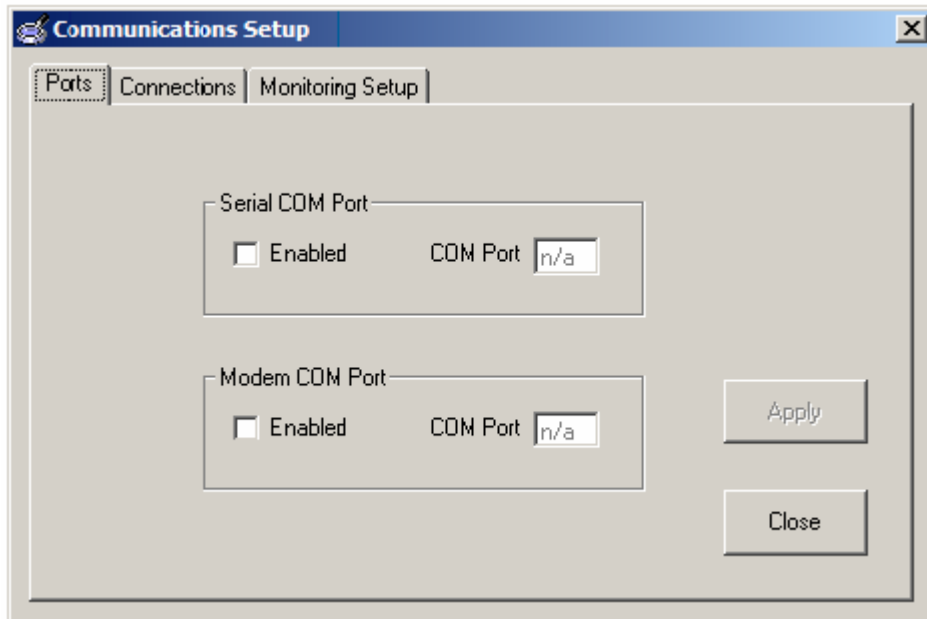 Communications Setup
Ports Connections Monitoring Setup
Serial COM Port
Enabled COM Port n/a
Modem COM Port
Enabled COM Port n/a
Apply
Close